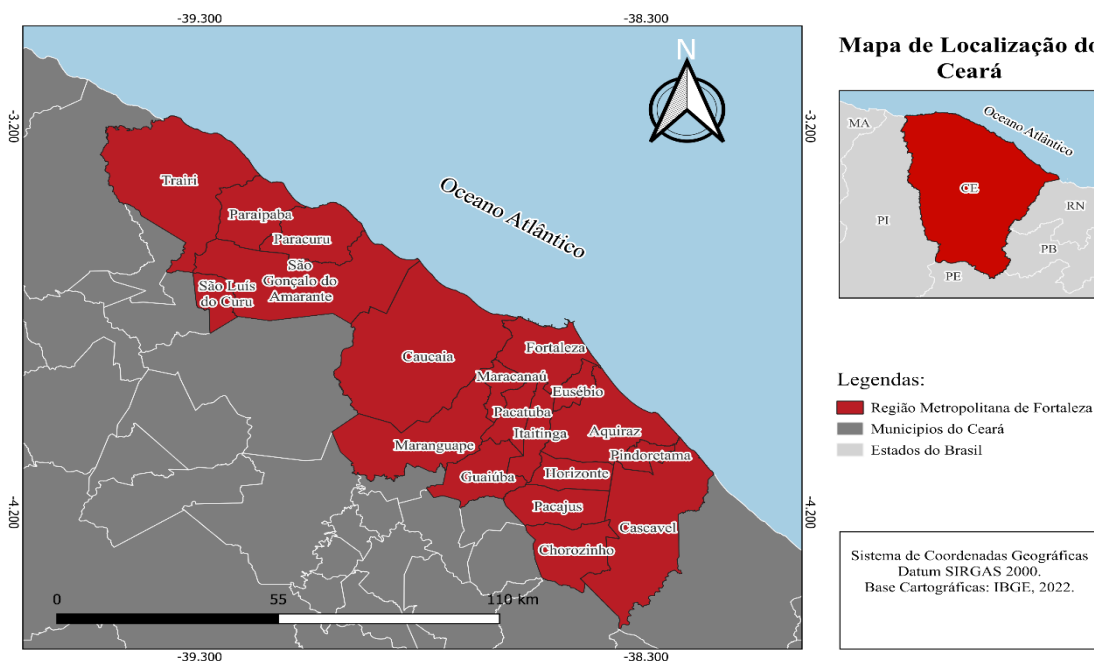 -39.300
-38.300
-3.200
-3.200
N
Oceano Atlântico
Trairi
Paraipaba
Paracuru
São
Gonçalo do
Amarante
São Luís
do Curu
Caucaia
Fortaleza
Maracanaú
Eusébio
Pacatuba
Itaitinga
Aquiraz
Maranguape
Pindoretama
Guaiúba
Horizonte
Pacajus
Cascavel
Chorozinho
-4.200
-4.200
0
55
110 km
-39.300
-38.300
Mapa de Localização do
Ceará
Oceano Atlântico
MA
CE
RN
PI
PB
PE
Legendas:
Região Metropolitana de Fortaleza
Municipios do Ceará
Estados do Brasil
Sistema de Coordenadas Geográficas
Datum SIRGAS 2000.
Base Cartográficas: IBGE, 2022.